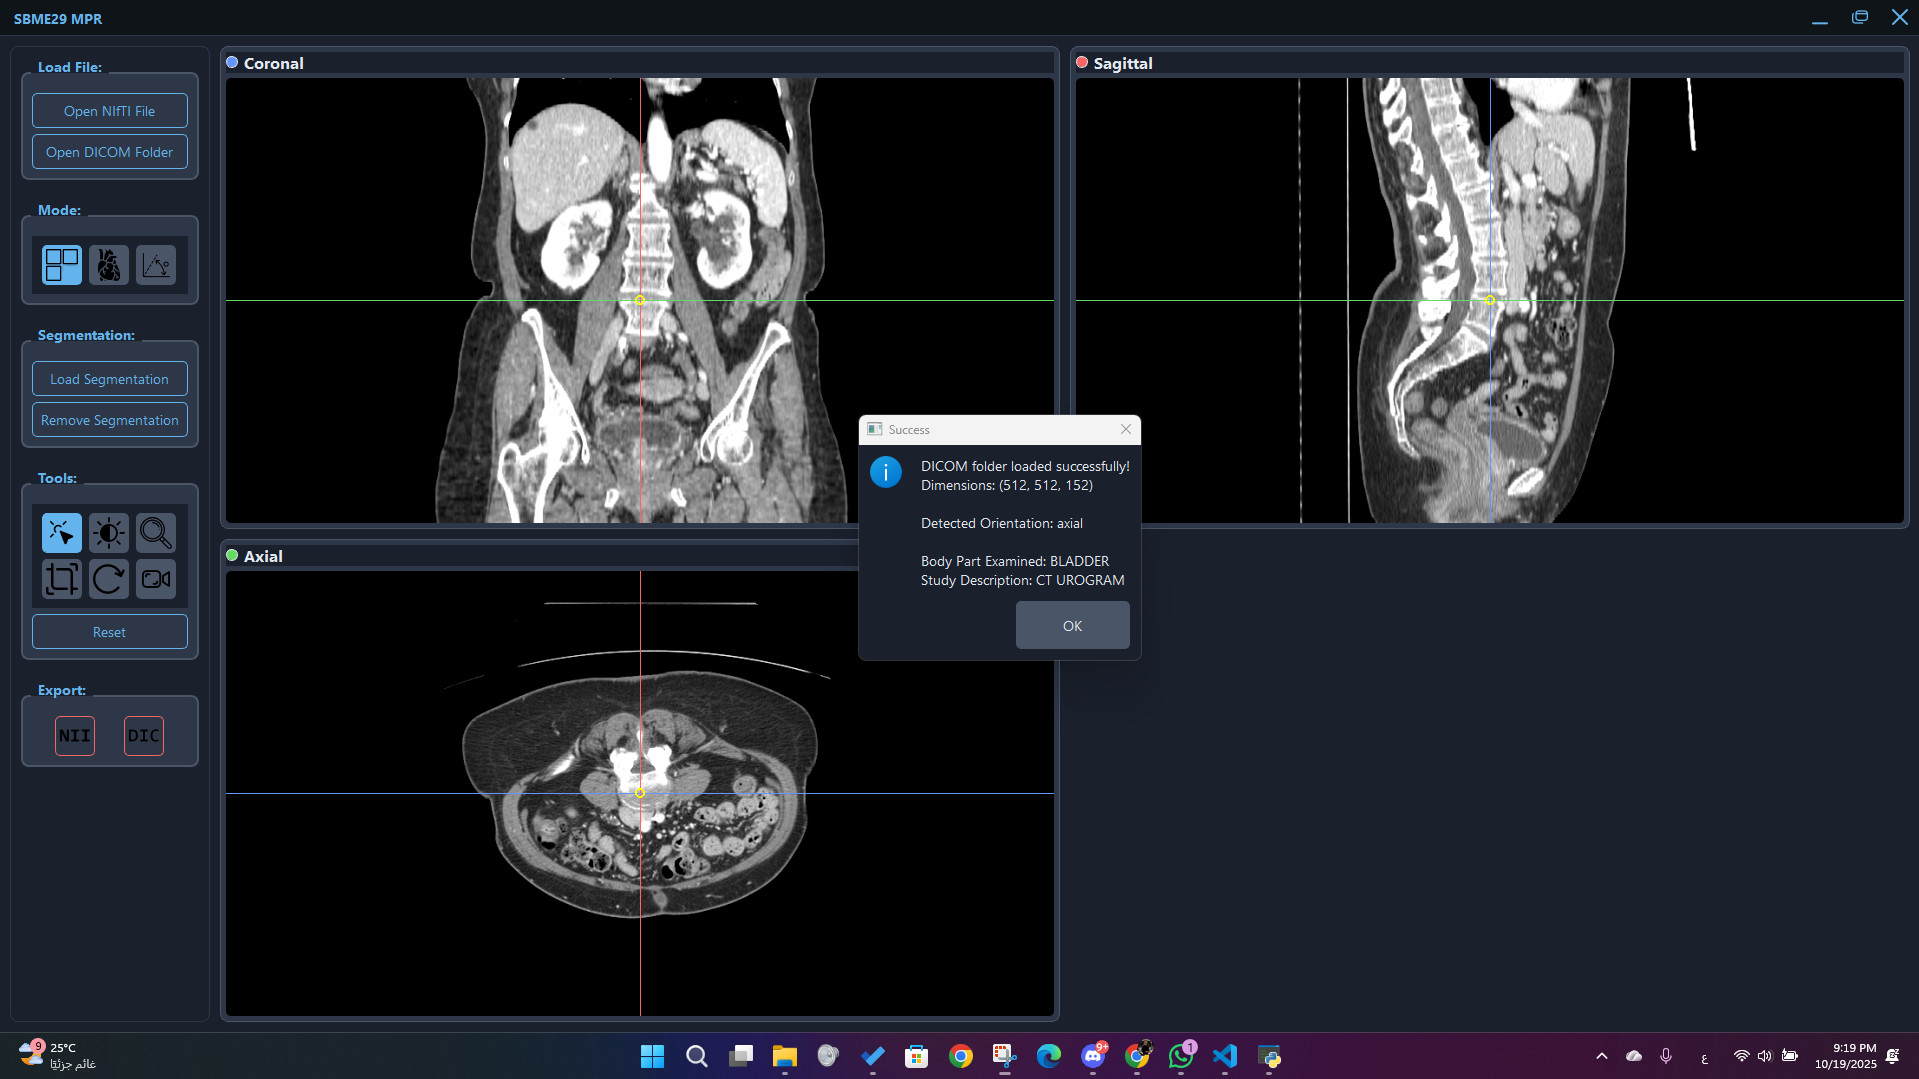 SBME29 MPR
Load File:
Open NIfTI File
Open DICOM Folder
Mode:
Segmentation:
Load Segmentation
Remove Segmentation
Tools:
Reset
Export:
NII
DIC
Coronal
Sagittal
Axial
Success
DICOM folder loaded successfully!
Dimensions: (512, 512, 152)
Detected Orientation: axial
Body Part Examined: BLADDER
Study Description: CT UROGRAM
OK
9
25°C
غائم جزئيًا
9+
1
ع
9:19 PM
10/19/2025